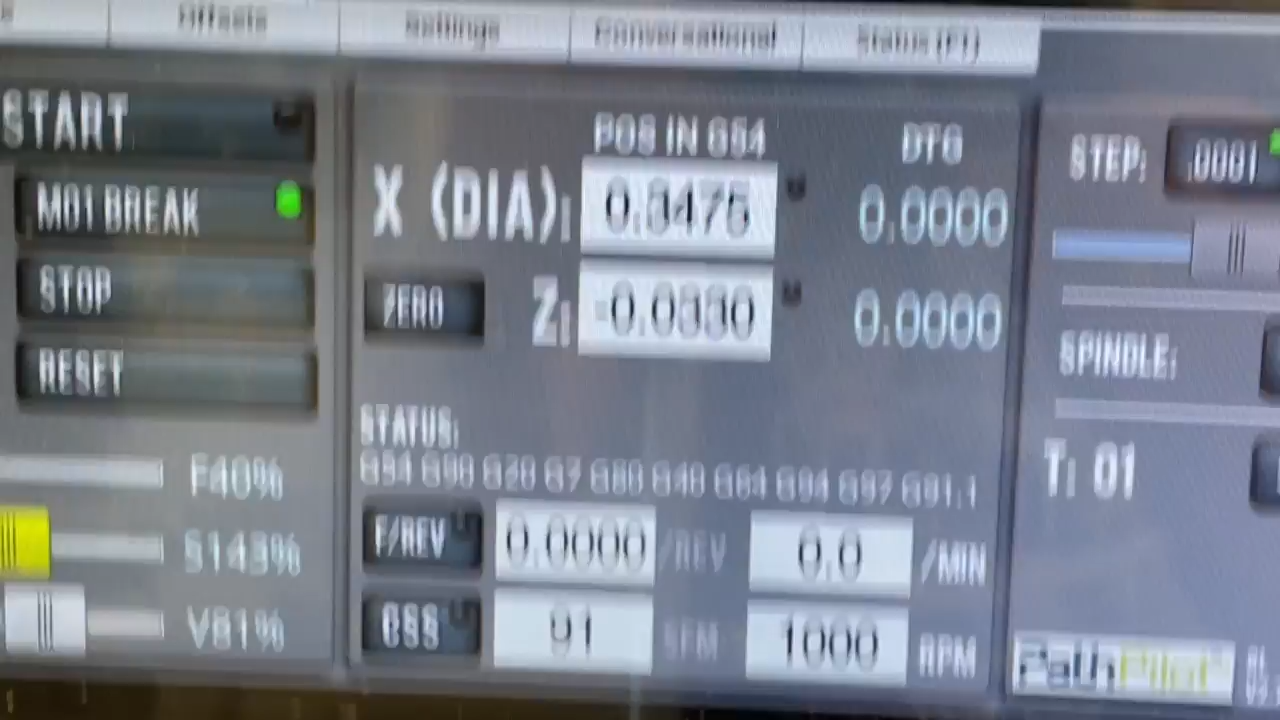 Offsets Settings Conversational Status (F1)
START
M01 BREAK
STOP
RESET
F40%
S143%
V81%
POS IN G54 DTG
X (DIA): 0.3475 0.0000
ZERO Z: -0.0330 0.0000
STATUS:
G54 G90 G20 G7 G80 G40 G64 G94 G97 G91.1
F/REV 0.0000 /REV 0.0 /MIN
CSS 91 SFM 1000 RPM
STEP: .0001
SPINDLE:
T: 01
PathPilot